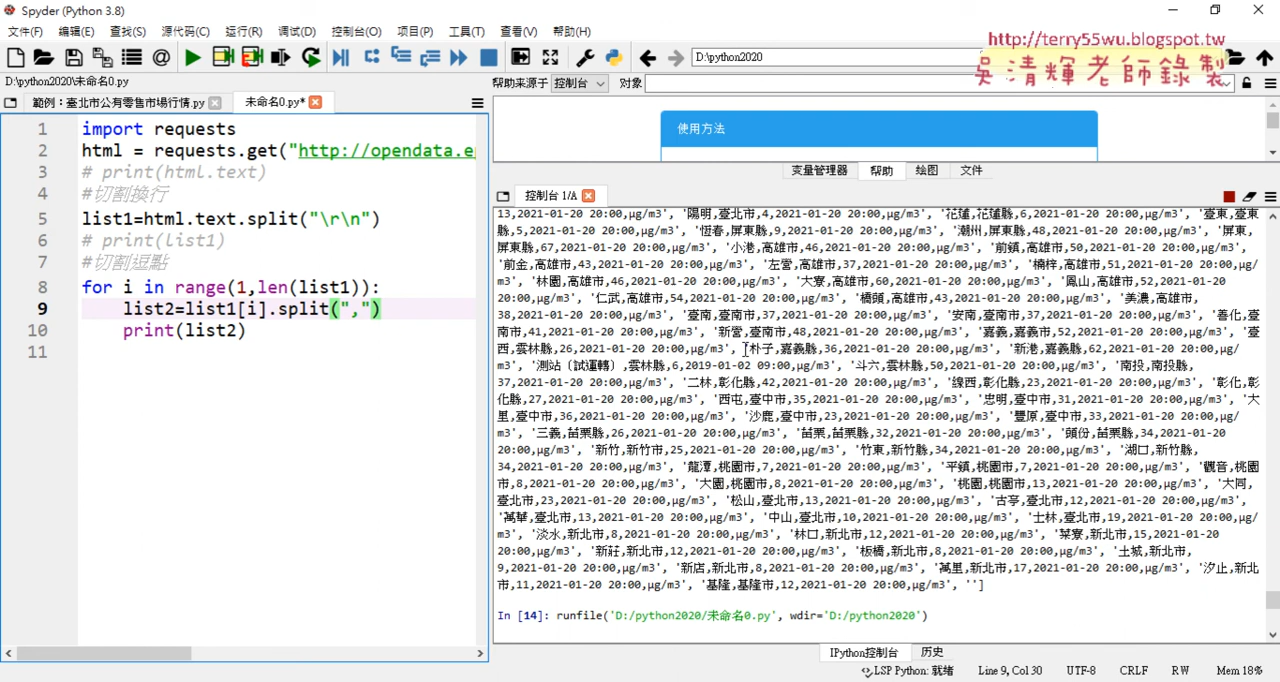 Spyder (Python 3.8)
文件(F) 编辑(E) 查找(S) 源代码(C) 运行(R) 调试(D) 控制台(O) 项目(P) 工具(T) 查看(V) 帮助(H)
D:\python2020
http://terry55wu.blogspot.tw
吳清輝老師錄製
D:\python2020\未命名0.py
帮助来源于 控制台 对象
範例：臺北市公有零售市場行情.py 未命名0.py*
使用方法
变量管理器 帮助 绘图 文件
控制台 1/A
1 import requests
2 html = requests.get("http://opendata.e
3 # print(html.text)
4 #切割換行
5 list1=html.text.split("\r\n")
6 # print(list1)
7 #切割逗點
8 for i in range(1,len(list1)):
9 list2=list1[i].split(",")
10 print(list2)
11
13,2021-01-20 20:00,μg/m3', '陽明,臺北市,4,2021-01-20 20:00,μg/m3', '花蓮,花蓮縣,6,2021-01-20 20:00,μg/m3', '臺東,臺東
縣,5,2021-01-20 20:00,μg/m3', '恆春,屏東縣,9,2021-01-20 20:00,μg/m3', '潮州,屏東縣,48,2021-01-20 20:00,μg/m3', '屏東,
屏東縣,67,2021-01-20 20:00,μg/m3', '小港,高雄市,46,2021-01-20 20:00,μg/m3', '前鎮,高雄市,50,2021-01-20 20:00,μg/m3',
'前金,高雄市,43,2021-01-20 20:00,μg/m3', '左營,高雄市,37,2021-01-20 20:00,μg/m3', '楠梓,高雄市,51,2021-01-20 20:00,μg/
m3', '林園,高雄市,46,2021-01-20 20:00,μg/m3', '大寮,高雄市,60,2021-01-20 20:00,μg/m3', '鳳山,高雄市,52,2021-01-20
20:00,μg/m3', '仁武,高雄市,54,2021-01-20 20:00,μg/m3', '橋頭,高雄市,43,2021-01-20 20:00,μg/m3', '美濃,高雄市,
38,2021-01-20 20:00,μg/m3', '臺南,臺南市,37,2021-01-20 20:00,μg/m3', '安南,臺南市,37,2021-01-20 20:00,μg/m3', '善化,臺
南市,41,2021-01-20 20:00,μg/m3', '新營,臺南市,48,2021-01-20 20:00,μg/m3', '嘉義,嘉義市,52,2021-01-20 20:00,μg/m3', '臺
西,雲林縣,26,2021-01-20 20:00,μg/m3', '朴子,嘉義縣,36,2021-01-20 20:00,μg/m3', '新港,嘉義縣,62,2021-01-20 20:00,μg/
m3', '測站〔試運轉〕,雲林縣,6,2019-01-02 09:00,μg/m3', '斗六,雲林縣,50,2021-01-20 20:00,μg/m3', '南投,南投縣,
37,2021-01-20 20:00,μg/m3', '二林,彰化縣,42,2021-01-20 20:00,μg/m3', '線西,彰化縣,23,2021-01-20 20:00,μg/m3', '彰化,彰
化縣,27,2021-01-20 20:00,μg/m3', '西屯,臺中市,35,2021-01-20 20:00,μg/m3', '忠明,臺中市,31,2021-01-20 20:00,μg/m3', '大
里,臺中市,36,2021-01-20 20:00,μg/m3', '沙鹿,臺中市,23,2021-01-20 20:00,μg/m3', '豐原,臺中市,33,2021-01-20 20:00,μg/
m3', '三義,苗栗縣,26,2021-01-20 20:00,μg/m3', '苗栗,苗栗縣,32,2021-01-20 20:00,μg/m3', '頭份,苗栗縣,34,2021-01-20
20:00,μg/m3', '新竹,新竹市,25,2021-01-20 20:00,μg/m3', '竹東,新竹縣,34,2021-01-20 20:00,μg/m3', '湖口,新竹縣,
34,2021-01-20 20:00,μg/m3', '龍潭,桃園市,7,2021-01-20 20:00,μg/m3', '平鎮,桃園市,7,2021-01-20 20:00,μg/m3', '觀音,桃園
市,8,2021-01-20 20:00,μg/m3', '大園,桃園市,8,2021-01-20 20:00,μg/m3', '桃園,桃園市,13,2021-01-20 20:00,μg/m3', '大同,
臺北市,23,2021-01-20 20:00,μg/m3', '松山,臺北市,13,2021-01-20 20:00,μg/m3', '古亭,臺北市,12,2021-01-20 20:00,μg/m3',
'萬華,臺北市,13,2021-01-20 20:00,μg/m3', '中山,臺北市,10,2021-01-20 20:00,μg/m3', '士林,臺北市,19,2021-01-20 20:00,μg/
m3', '淡水,新北市,8,2021-01-20 20:00,μg/m3', '林口,新北市,12,2021-01-20 20:00,μg/m3', '菜寮,新北市,15,2021-01-20
20:00,μg/m3', '新莊,新北市,12,2021-01-20 20:00,μg/m3', '板橋,新北市,8,2021-01-20 20:00,μg/m3', '土城,新北市,
9,2021-01-20 20:00,μg/m3', '新店,新北市,8,2021-01-20 20:00,μg/m3', '萬里,新北市,17,2021-01-20 20:00,μg/m3', '汐止,新北
市,11,2021-01-20 20:00,μg/m3', '基隆,基隆市,12,2021-01-20 20:00,μg/m3', '']
In [14]: runfile('D:/python2020/未命名0.py', wdir='D:/python2020')
IPython控制台 历史
LSP Python: 就绪 Line 9, Col 30 UTF-8 CRLF RW Mem 18%